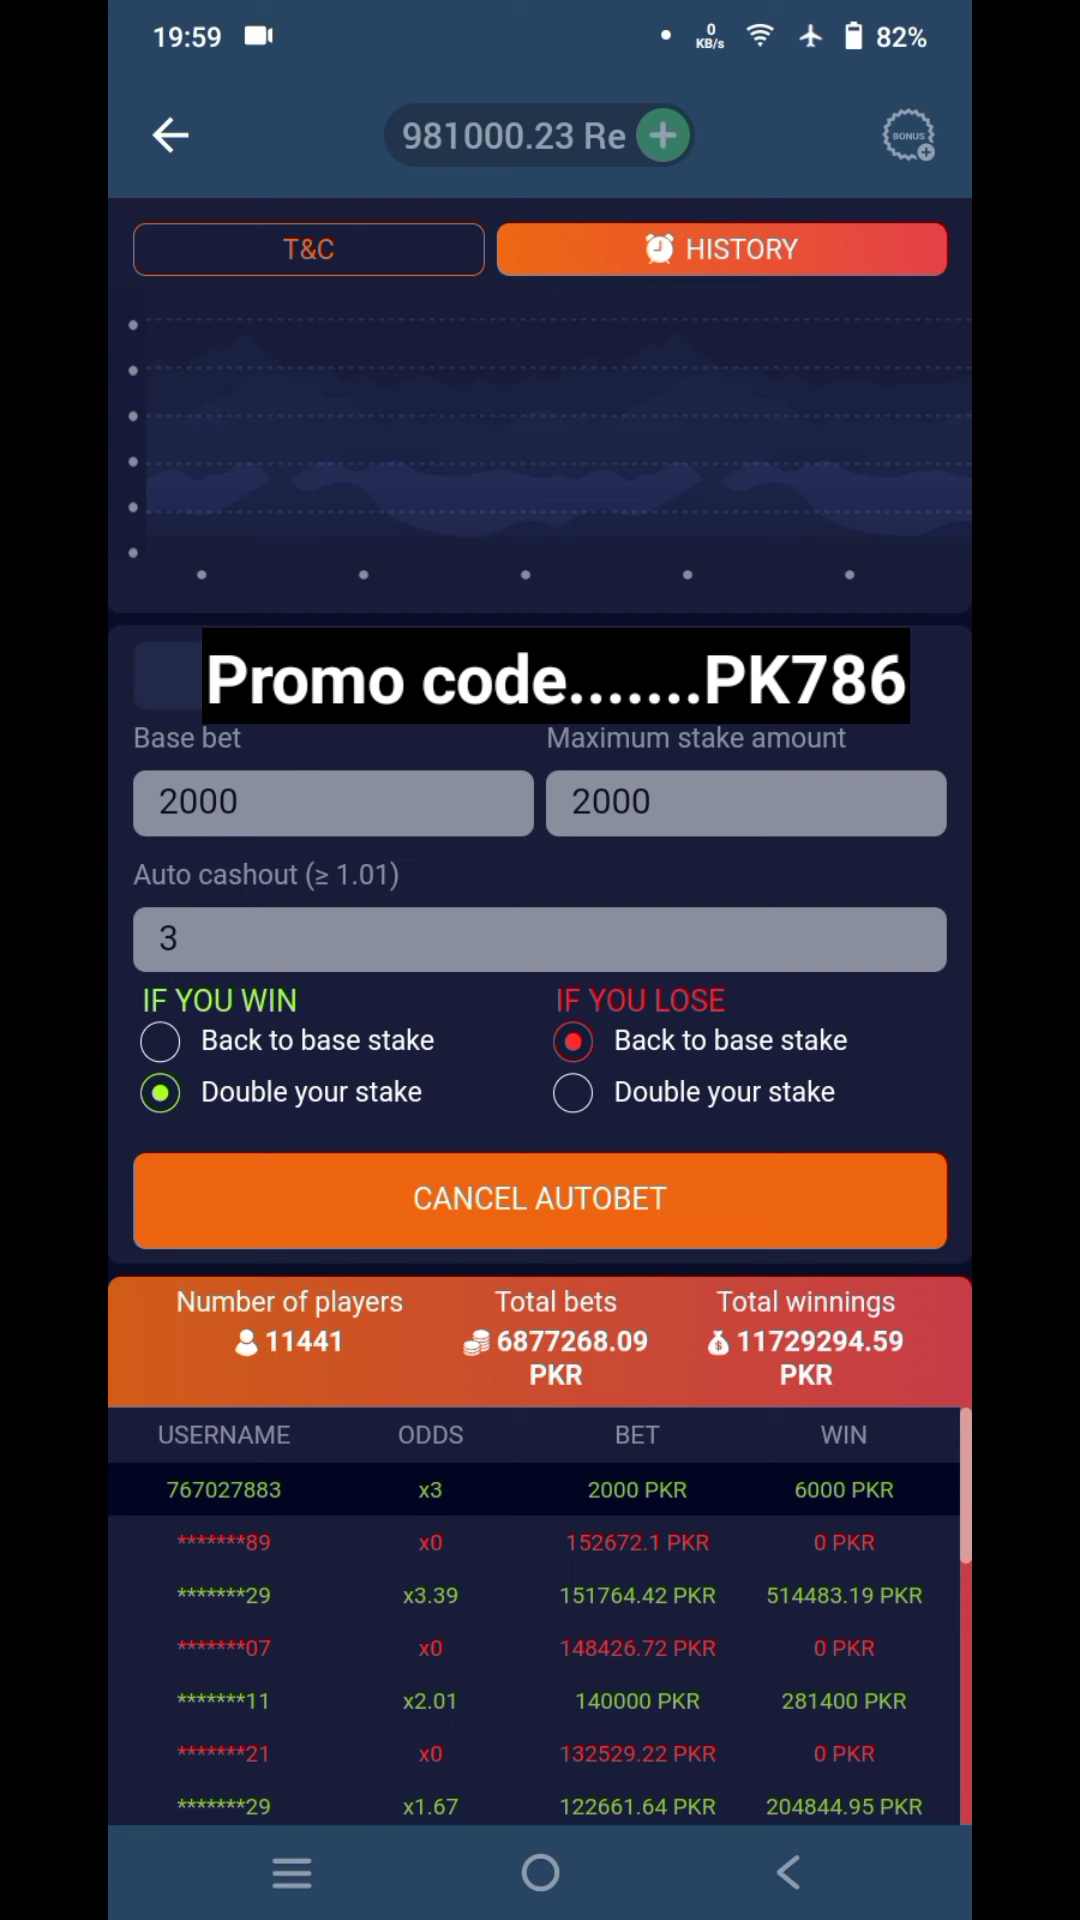 19:59
0
KB/s
82%
981000.23 Re
BONUS
T&C
HISTORY
Promo code.......PK786
Base bet
Maximum stake amount
2000
2000
Auto cashout (≥ 1.01)
3
IF YOU WIN
IF YOU LOSE
Back to base stake
Back to base stake
Double your stake
Double your stake
CANCEL AUTOBET
Number of players
Total bets
Total winnings
11441
6877268.09
PKR
11729294.59
PKR
USERNAME ODDS BET WIN
767027883 x3 2000 PKR 6000 PKR
*******89 x0 152672.1 PKR 0 PKR
*******29 x3.39 151764.42 PKR 514483.19 PKR
*******07 x0 148426.72 PKR 0 PKR
*******11 x2.01 140000 PKR 281400 PKR
*******21 x0 132529.22 PKR 0 PKR
*******29 x1.67 122661.64 PKR 204844.95 PKR